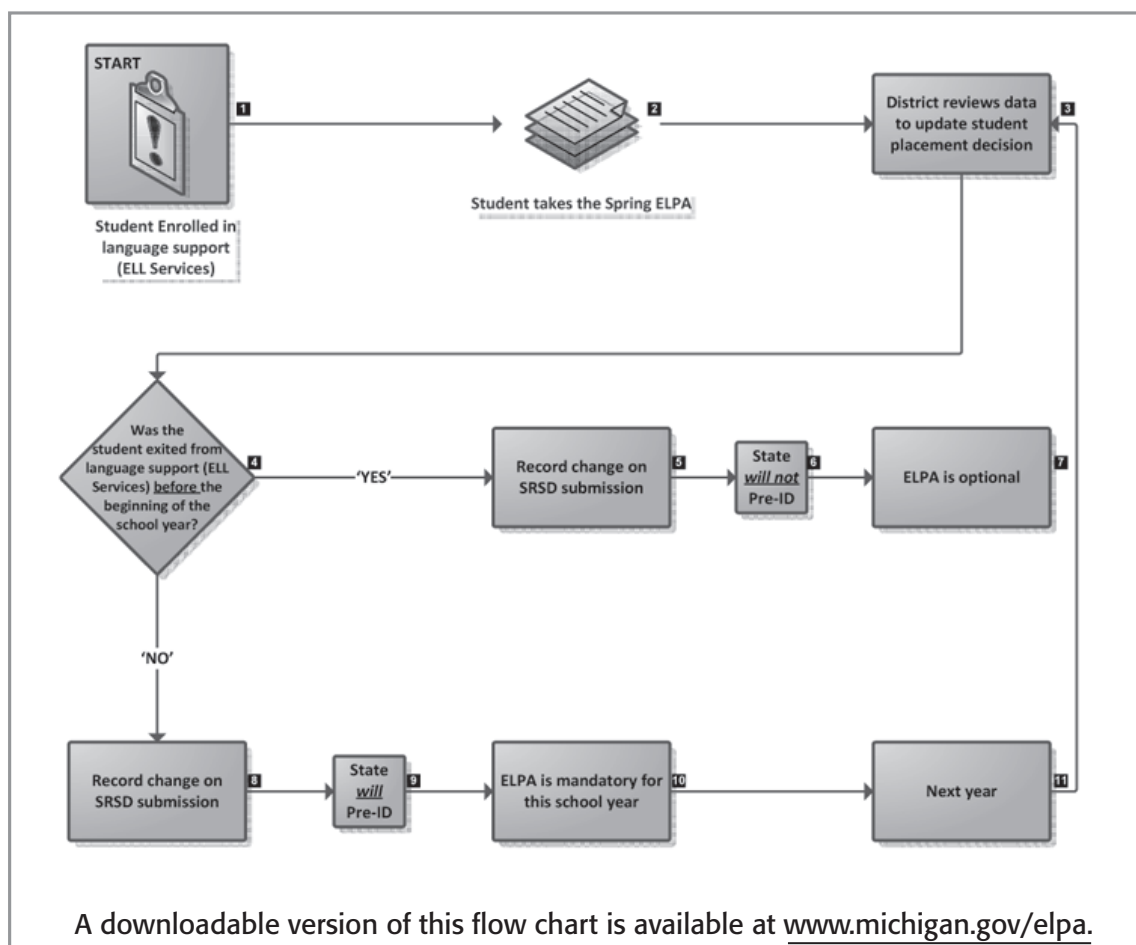 START
1
Student Enrolled in
language support
(ELL Services)
2
Student takes the Spring ELPA
District reviews data
to update student
placement decision
3
Was the
student exited from
language support (ELL
Services) before the
beginning of the
school year?
4
‘YES’
Record change on
SRSD submission
5
State
will not
Pre-ID
6
ELPA is optional
7
‘NO’
Record change on
SRSD submission
8
State
will
Pre-ID
9
ELPA is mandatory for
this school year
10
Next year
11
A downloadable version of this flow chart is available at www.michigan.gov/elpa.